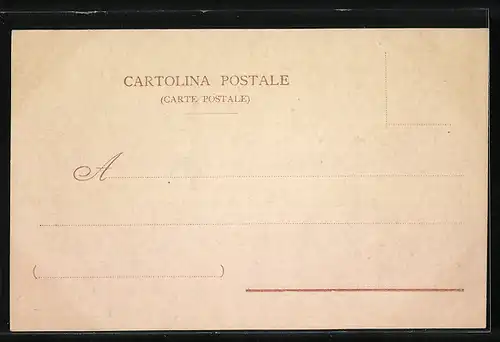 CARTOLINA POSTALE
(CARTE POSTALE)
A
( )